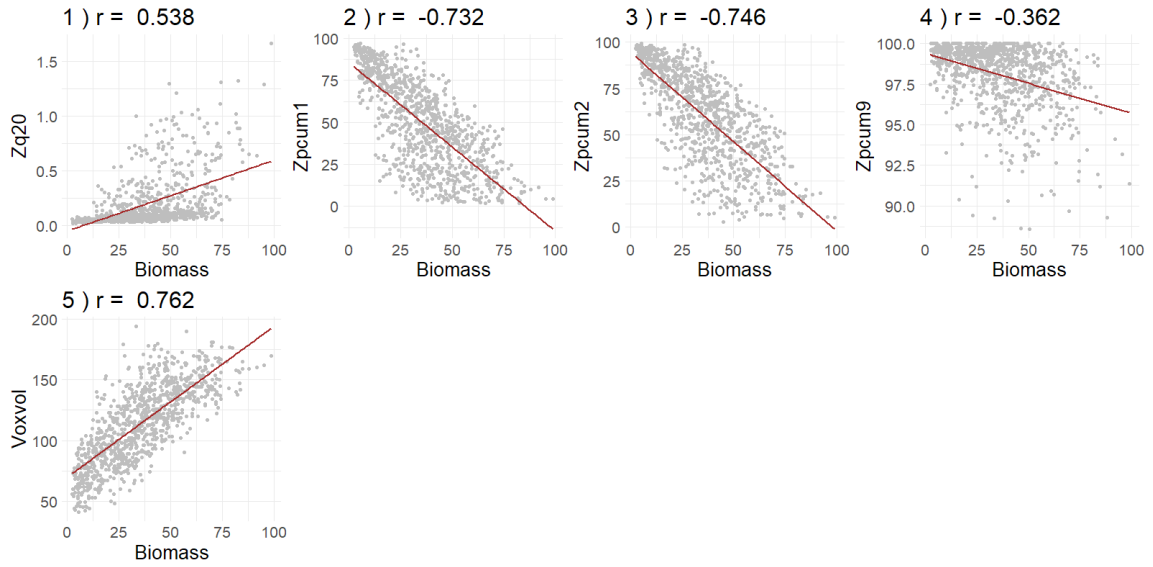 1 ) r =  0.538
Zq20
1.5
1.0
0.5
0.0
0 25 50 75 100
Biomass
2 ) r =  -0.732
Zpcum1
100
75
50
25
0
0 25 50 75 100
Biomass
3 ) r =  -0.746
Zpcum2
100
75
50
25
0
0 25 50 75 100
Biomass
4 ) r =  -0.362
Zpcum9
100.0
97.5
95.0
92.5
90.0
0 25 50 75 100
Biomass
5 ) r =  0.762
Voxvol
200
150
100
50
0 25 50 75 100
Biomass